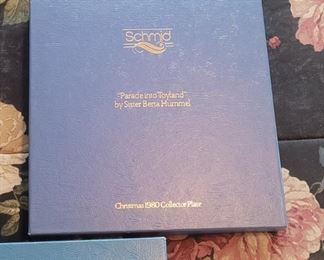 Schmid
"Parade into Toyland"
by Sister Berta Hummel
Christmas 1980 Collector Plate